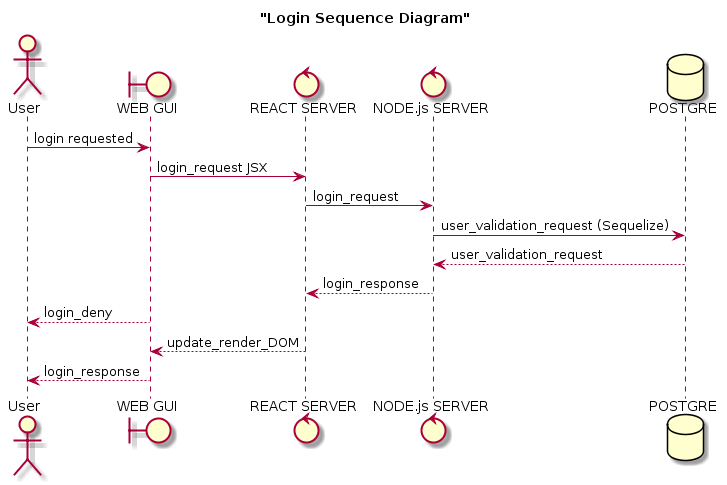 "Login Sequence Diagram"
User
WEB GUI
REACT SERVER
NODE.js SERVER
POSTGRE
login requested
login_request JSX
login_request
user_validation_request (Sequelize)
user_validation_request
login_response
login_deny
update_render_DOM
login_response
User
WEB GUI
REACT SERVER
NODE.js SERVER
POSTGRE